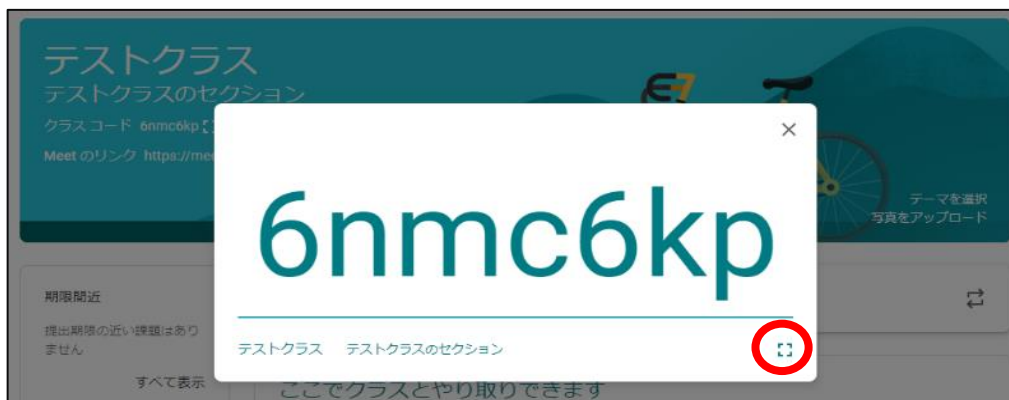 テストクラス
テストクラスのセクション
クラス コード 6nmc6kp
Meet のリンク https://mee
6nmc6kp
テストクラス テストクラスのセクション
テーマを選択
写真をアップロード
期限間近
提出期限の近い課題はあり
ません
すべて表示
ここでクラスとやり取りできます